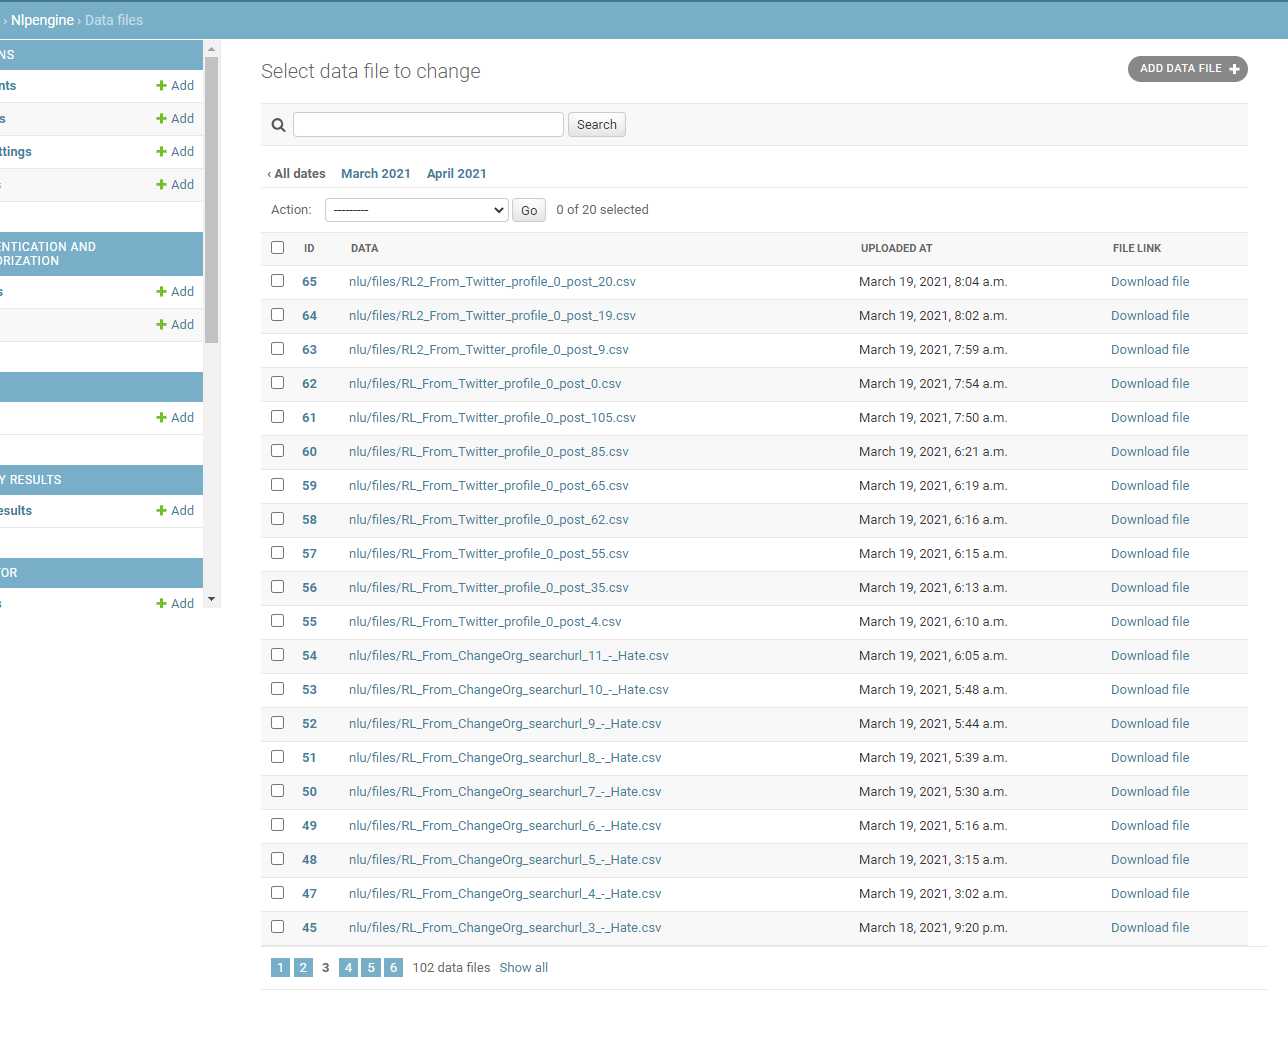 › Nlpengine › Data files
NS
nts Add
s Add
ttings Add
s Add
ENTICATION AND
ORIZATION
s Add
Add
Add
Y RESULTS
esults Add
TOR
s Add
Select data file to change
ADD DATA FILE
Search
‹ All dates March 2021 April 2021
Action: --------- Go 0 of 20 selected
ID DATA UPLOADED AT FILE LINK
65 nlu/files/RL2_From_Twitter_profile_0_post_20.csv March 19, 2021, 8:04 a.m. Download file
64 nlu/files/RL2_From_Twitter_profile_0_post_19.csv March 19, 2021, 8:02 a.m. Download file
63 nlu/files/RL2_From_Twitter_profile_0_post_9.csv March 19, 2021, 7:59 a.m. Download file
62 nlu/files/RL_From_Twitter_profile_0_post_0.csv March 19, 2021, 7:54 a.m. Download file
61 nlu/files/RL_From_Twitter_profile_0_post_105.csv March 19, 2021, 7:50 a.m. Download file
60 nlu/files/RL_From_Twitter_profile_0_post_85.csv March 19, 2021, 6:21 a.m. Download file
59 nlu/files/RL_From_Twitter_profile_0_post_65.csv March 19, 2021, 6:19 a.m. Download file
58 nlu/files/RL_From_Twitter_profile_0_post_62.csv March 19, 2021, 6:16 a.m. Download file
57 nlu/files/RL_From_Twitter_profile_0_post_55.csv March 19, 2021, 6:15 a.m. Download file
56 nlu/files/RL_From_Twitter_profile_0_post_35.csv March 19, 2021, 6:13 a.m. Download file
55 nlu/files/RL_From_Twitter_profile_0_post_4.csv March 19, 2021, 6:10 a.m. Download file
54 nlu/files/RL_From_ChangeOrg_searchurl_11_-_Hate.csv March 19, 2021, 6:05 a.m. Download file
53 nlu/files/RL_From_ChangeOrg_searchurl_10_-_Hate.csv March 19, 2021, 5:48 a.m. Download file
52 nlu/files/RL_From_ChangeOrg_searchurl_9_-_Hate.csv March 19, 2021, 5:44 a.m. Download file
51 nlu/files/RL_From_ChangeOrg_searchurl_8_-_Hate.csv March 19, 2021, 5:39 a.m. Download file
50 nlu/files/RL_From_ChangeOrg_searchurl_7_-_Hate.csv March 19, 2021, 5:30 a.m. Download file
49 nlu/files/RL_From_ChangeOrg_searchurl_6_-_Hate.csv March 19, 2021, 5:16 a.m. Download file
48 nlu/files/RL_From_ChangeOrg_searchurl_5_-_Hate.csv March 19, 2021, 3:15 a.m. Download file
47 nlu/files/RL_From_ChangeOrg_searchurl_4_-_Hate.csv March 19, 2021, 3:02 a.m. Download file
45 nlu/files/RL_From_ChangeOrg_searchurl_3_-_Hate.csv March 18, 2021, 9:20 p.m. Download file
1 2 3 4 5 6 102 data files Show all